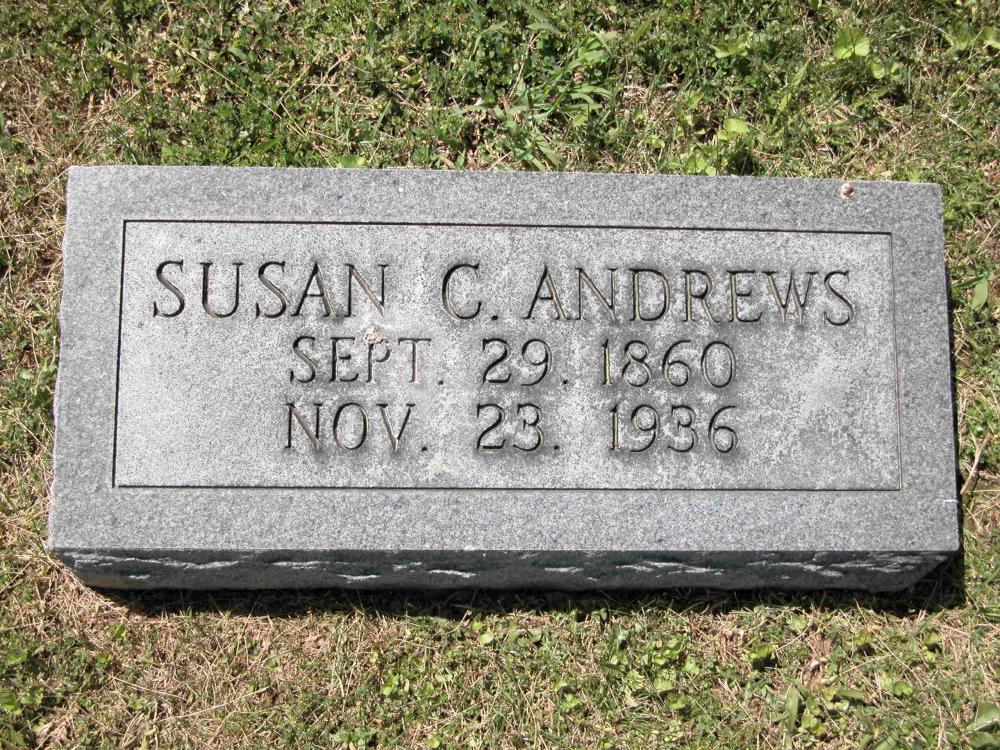 SUSAN C. ANDREWS
SEPT. 29. 1860
NOV. 23. 1936